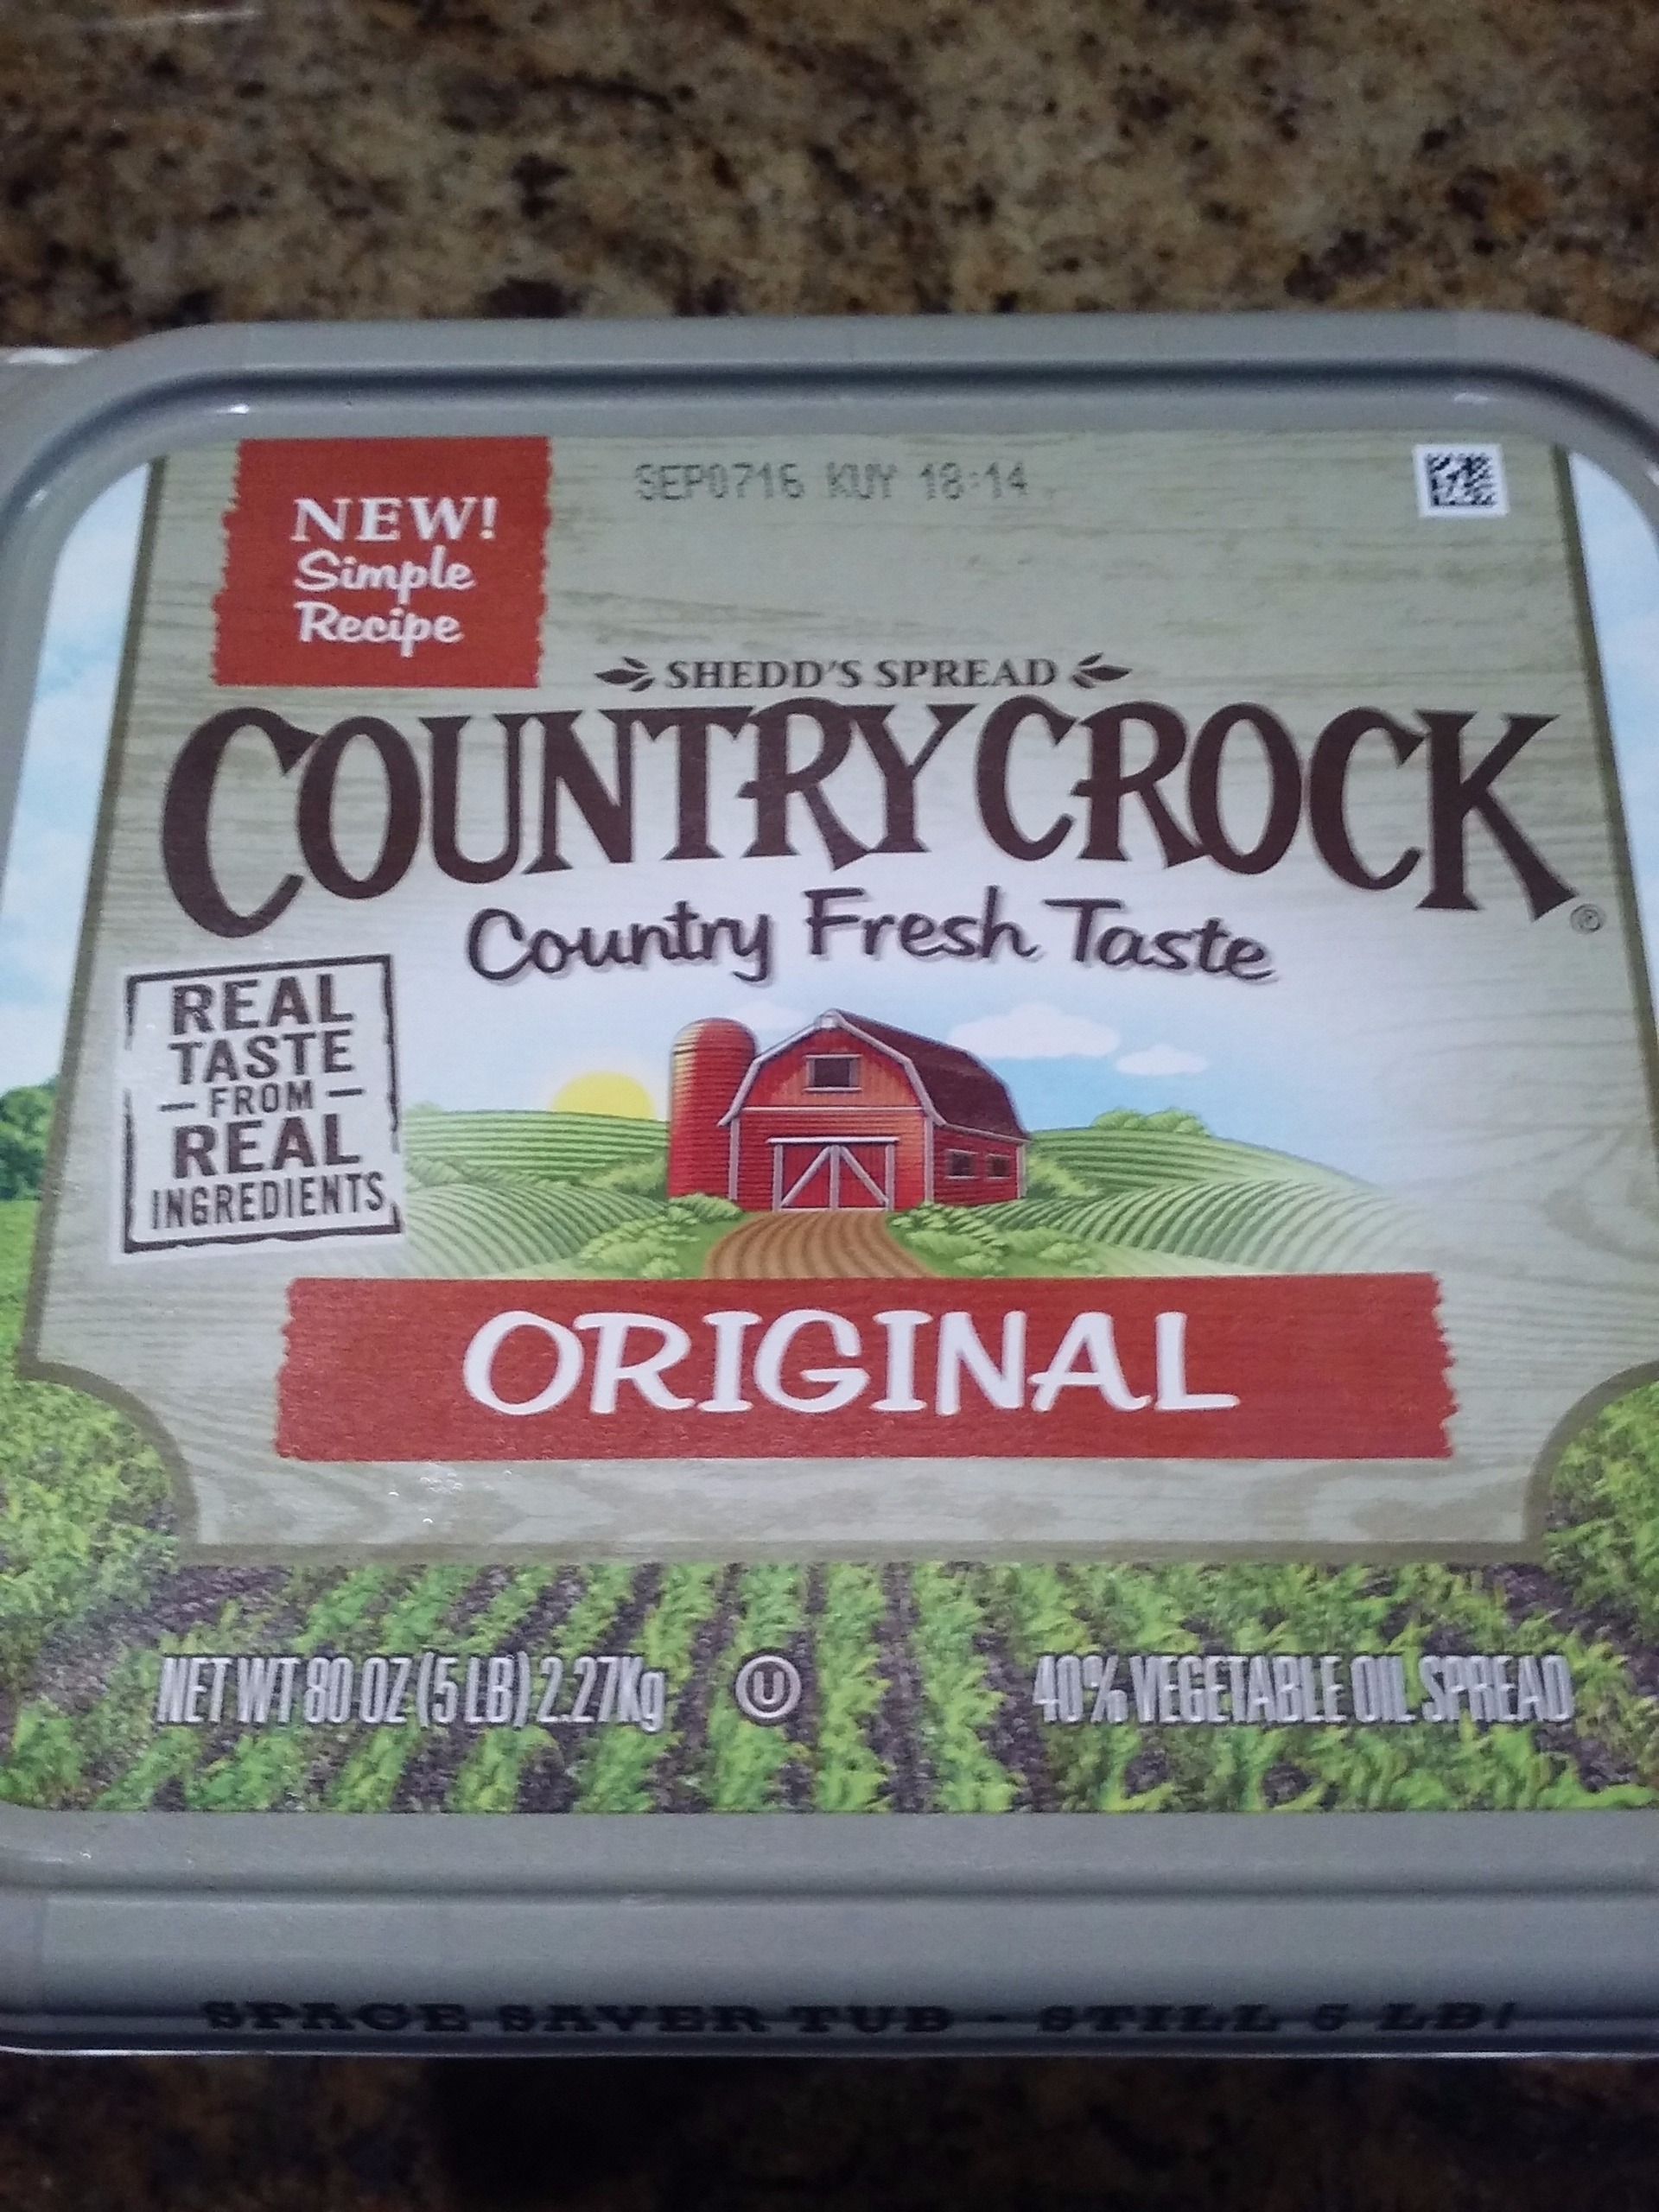 SEP0716 KUY 18:14
NEW!
Simple
Recipe
SHEDD'S SPREAD
COUNTRY CROCK®
Country Fresh Taste
REAL
TASTE
FROM
REAL
INGREDIENTS
ORIGINAL
NET WT 80 OZ (5 LB) 2.27Kg U 40% VEGETABLE OIL SPREAD
SPACE SAVER TUB - STILL 5 LB!